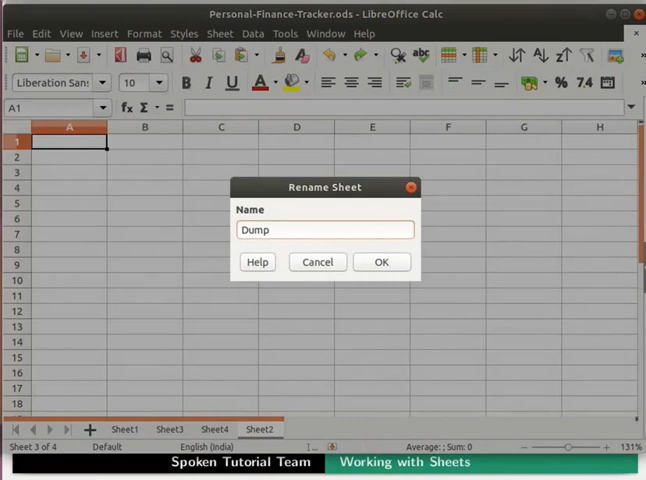 Personal-Finance-Tracker.ods - LibreOffice Calc
File Edit View Insert Format Styles Sheet Data Tools Window Help
Liberation Sans 10 B I U A % 7.4
A1 fx Σ =
A B C D E F G H
1
2
3
4
5
6
7
8
9
10
11
12
13
14
15
16
17
18
Rename Sheet
Name
Dump
Help Cancel OK
Sheet1 Sheet3 Sheet4 Sheet2
Sheet 3 of 4 Default English (India) Average: ; Sum: 0 131%
Spoken Tutorial Team Working with Sheets